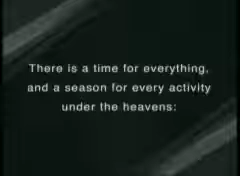 There is a time for everything,
and a season for every activity
under the heavens: